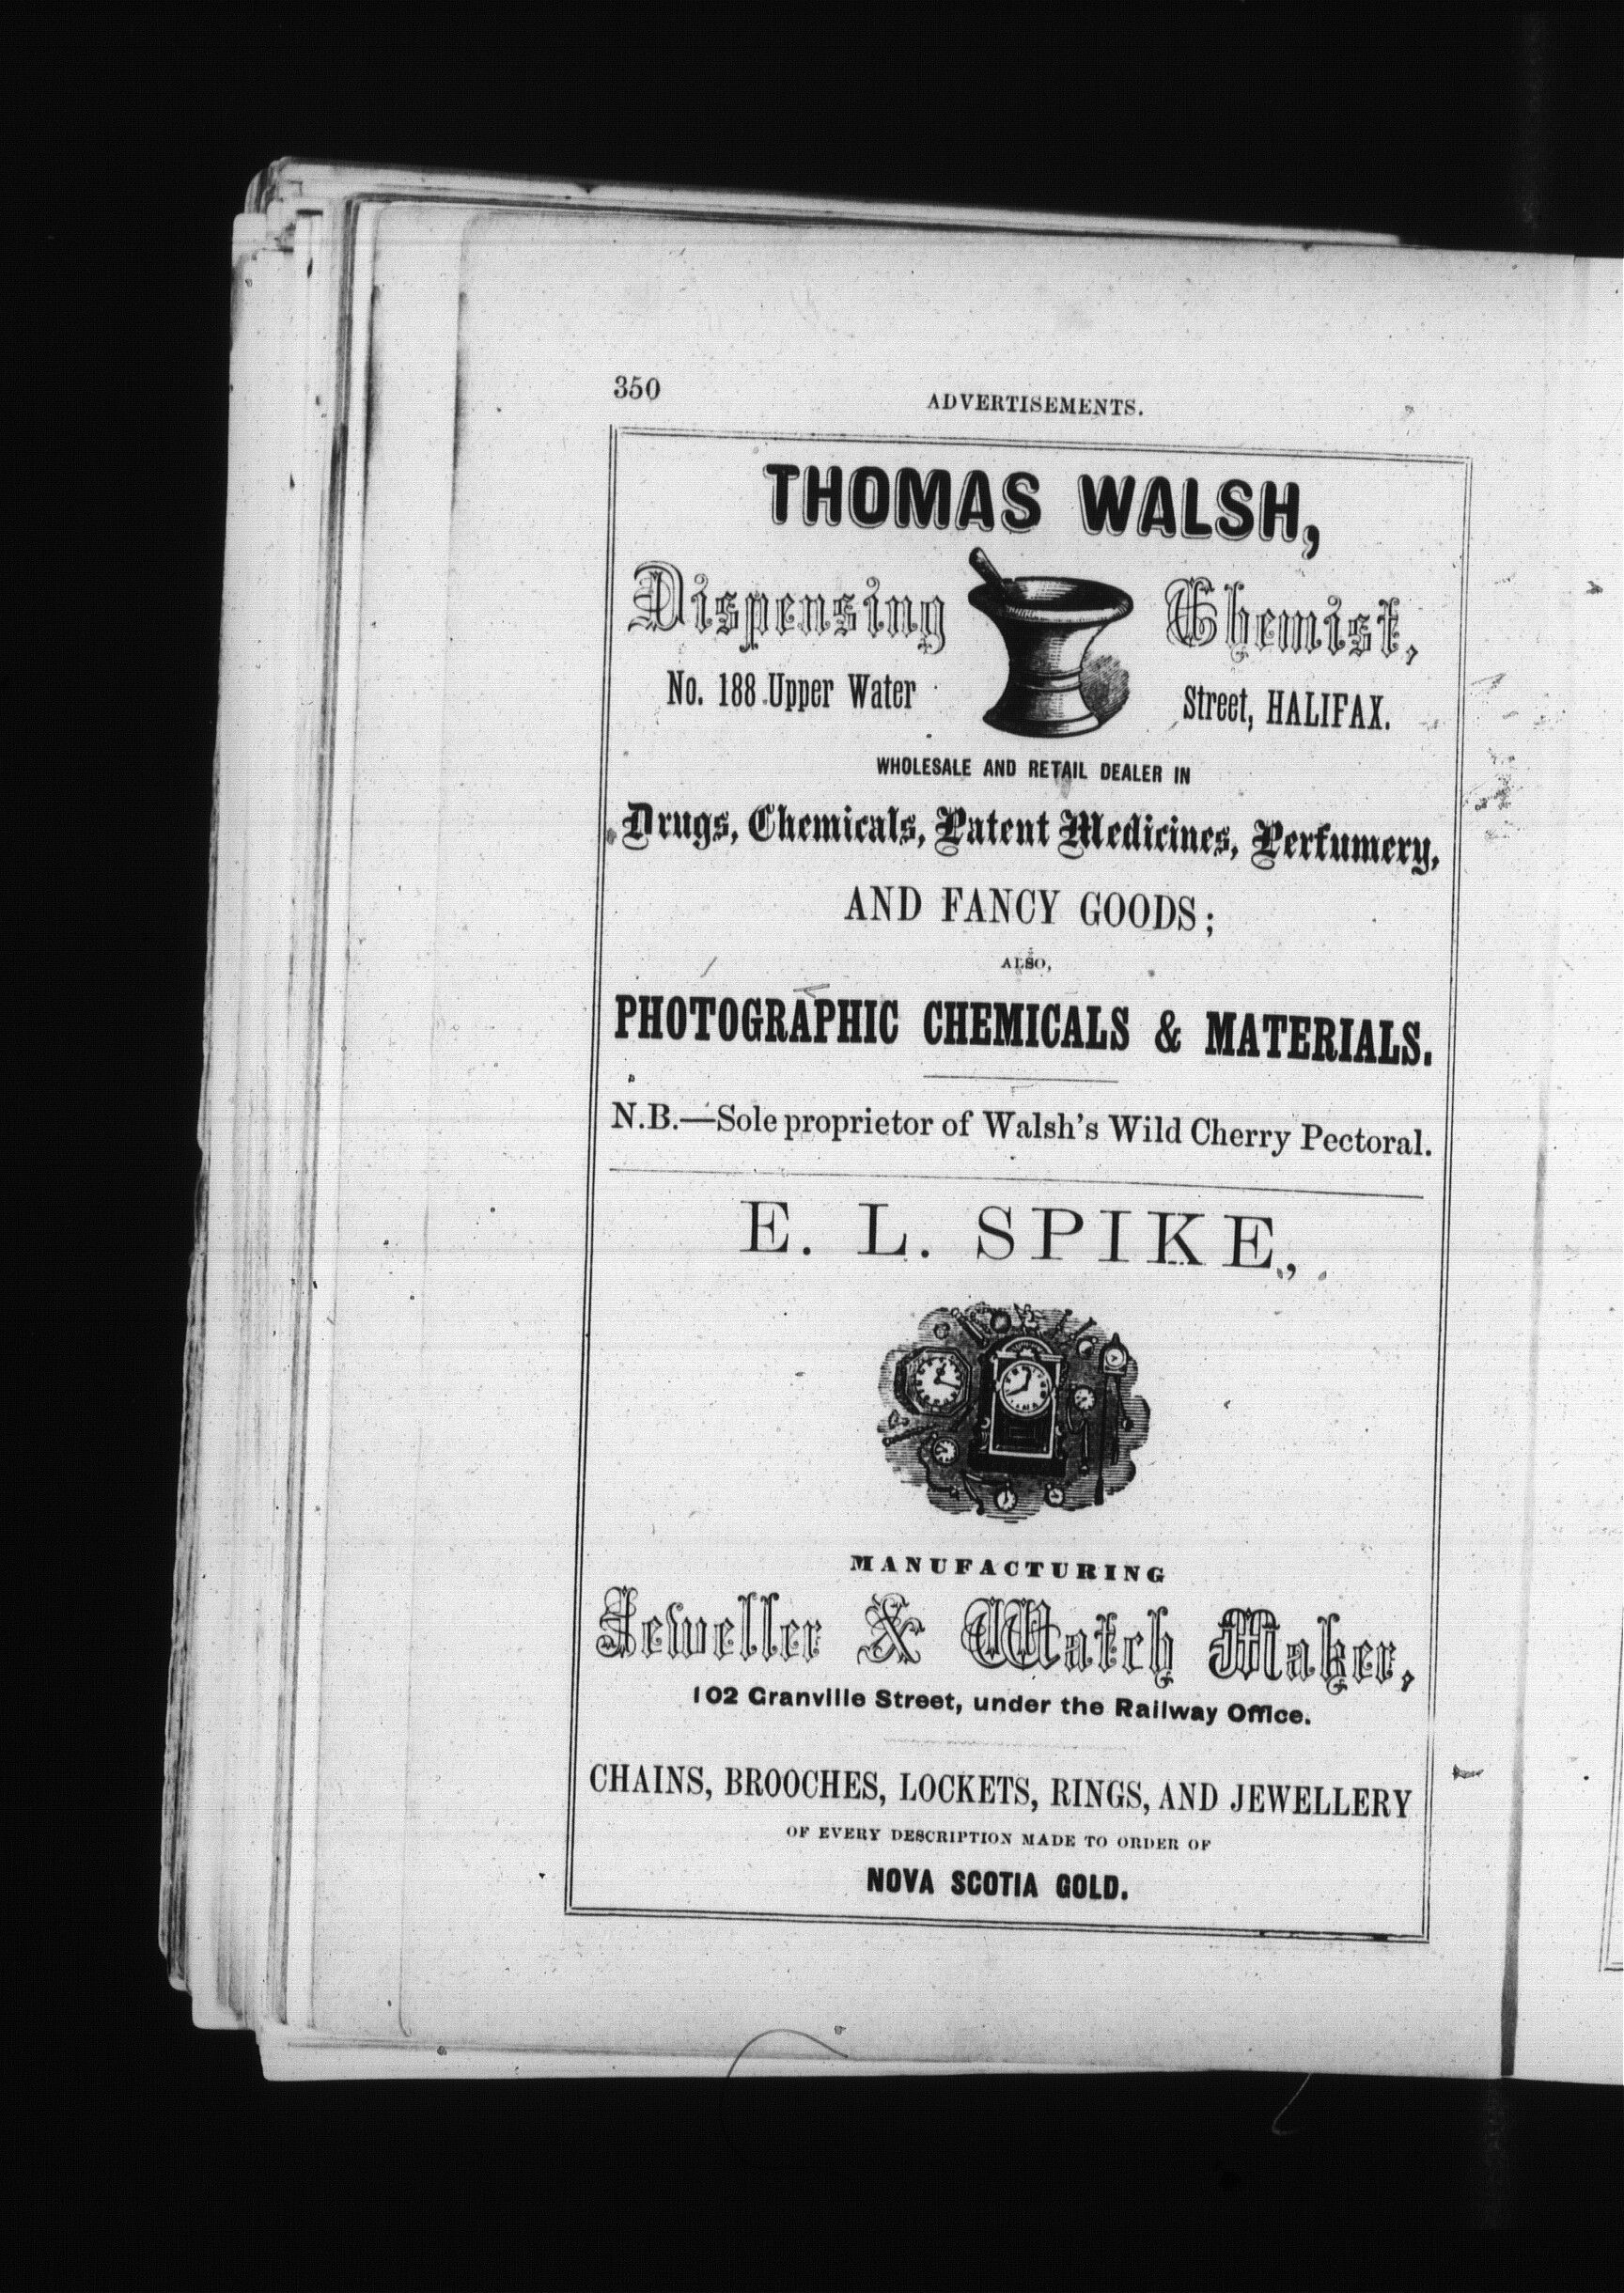 350
ADVERTISEMENTS.
THOMAS WALSH,
Dispensing Chemist,
No. 188 Upper Water Street, HALIFAX.
WHOLESALE AND RETAIL DEALER IN
Drugs, Chemicals, Patent Medicines, Perfumery,
AND FANCY GOODS;
ALSO,
PHOTOGRAPHIC CHEMICALS & MATERIALS.
N.B.—Sole proprietor of Walsh's Wild Cherry Pectoral.
E. L. SPIKE,
MANUFACTURING
Jeweller & Watch Maker,
102 Granville Street, under the Railway Office.
CHAINS, BROOCHES, LOCKETS, RINGS, AND JEWELLERY
OF EVERY DESCRIPTION MADE TO ORDER OF
NOVA SCOTIA GOLD.